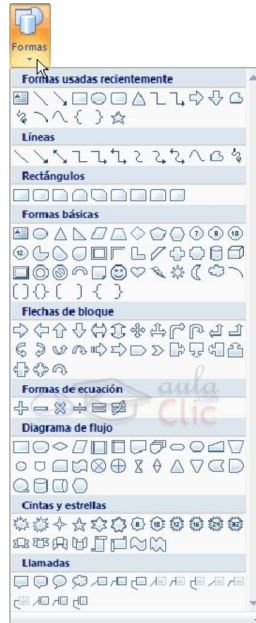 Formas
Formas usadas recientemente
Líneas
Rectángulos
Formas básicas
Flechas de bloque
Formas de ecuación
aula
Clic
Diagrama de flujo
Cintas y estrellas
Llamadas